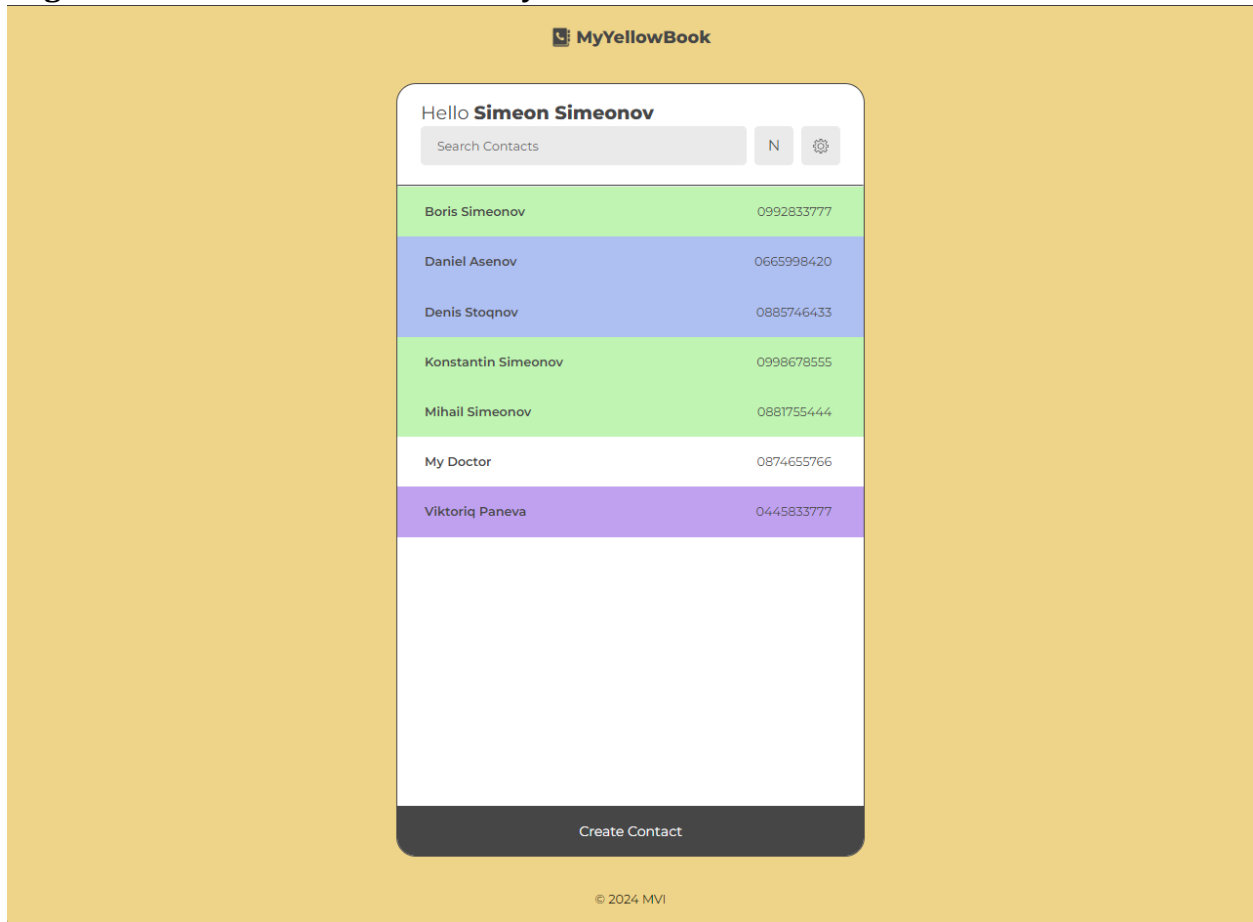 MyYellowBook
Hello Simeon Simeonov
Search Contacts N
Boris Simeonov 0992833777
Daniel Asenov 0665998420
Denis Stoqnov 0885746433
Konstantin Simeonov 0998678555
Mihail Simeonov 0881755444
My Doctor 0874655766
Viktoriq Paneva 0445833777
Create Contact
© 2024 MVI